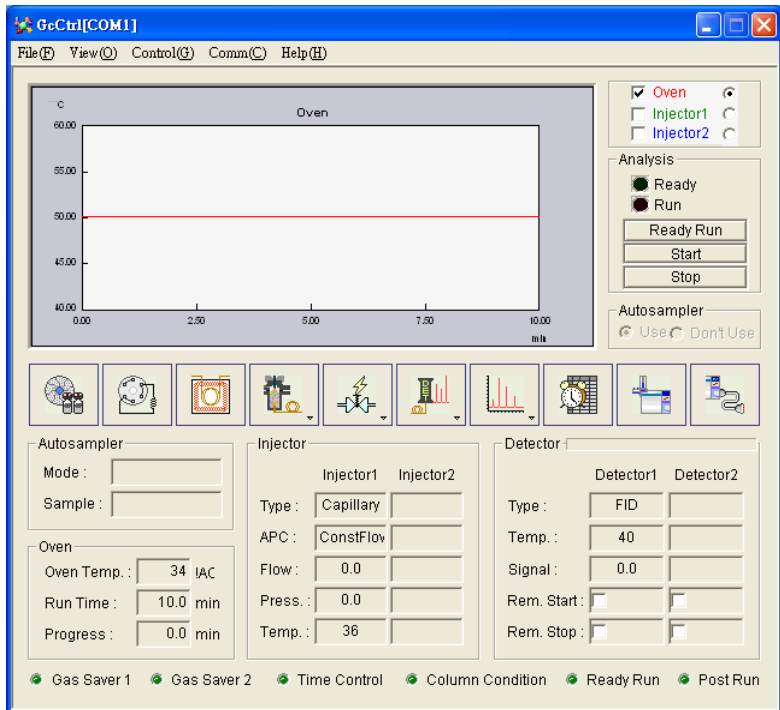 GcCtrl[COM1]
File(F) View(O) Control(G) Comm(C) Help(H)
Oven
60.00
55.00
50.00
45.00
40.00
0.00 2.50 5.00 7.50 10.00
min
Oven
Injector1
Injector2
Analysis
Ready
Run
Ready Run
Start
Stop
Autosampler
Use Don't Use
Autosampler
Mode :
Sample :
Oven
Oven Temp. : 34 !AC
Run Time : 10.0 min
Progress : 0.0 min
Injector
Injector1 Injector2
Type : Capillary
APC : ConstFlow
Flow : 0.0
Press. : 0.0
Temp. : 36
Detector
Detector1 Detector2
Type : FID
Temp. : 40
Signal : 0.0
Rem. Start :
Rem. Stop :
Gas Saver 1 Gas Saver 2 Time Control Column Condition Ready Run Post Run